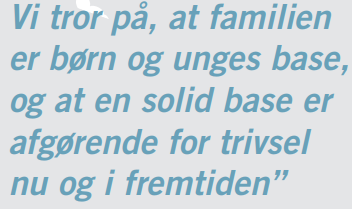 Vi tror på, at familien
er børn og unges base,
og at en solid base er
afgørende for trivsel
nu og i fremtiden”